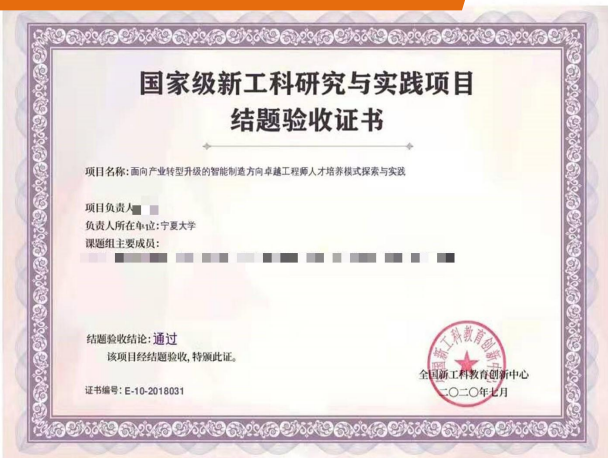 国家级新工科研究与实践项目
结题验收证书
项目名称:面向产业转型升级的智能制造方向卓越工程师人才培养模式探索与实践
项目负责人
负责人所在单位:宁夏大学
课题组主要成员:
结题验收结论:通过
该项目经结题验收,特颁此证。
全国新工科教育创新中心
二〇二〇年七月
证书编号:E-10-2018031